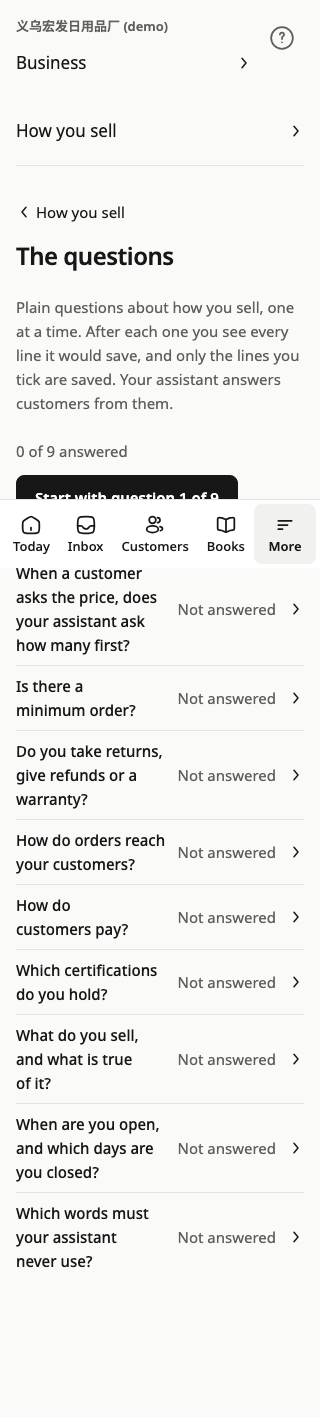 义乌宏发日用品厂 (demo)
Business
How you sell
How you sell
The questions
Plain questions about how you sell, one
at a time. After each one you see every
line it would save, and only the lines you
tick are saved. Your assistant answers
customers from them.
0 of 9 answered
Start with question 1 of 9
Today Inbox Customers Books More
When a customer
asks the price, does
your assistant ask
how many first?
Not answered
Is there a
minimum order?
Not answered
Do you take returns,
give refunds or a
warranty?
Not answered
How do orders reach
your customers?
Not answered
How do
customers pay?
Not answered
Which certifications
do you hold?
Not answered
What do you sell,
and what is true
of it?
Not answered
When are you open,
and which days are
you closed?
Not answered
Which words must
your assistant
never use?
Not answered